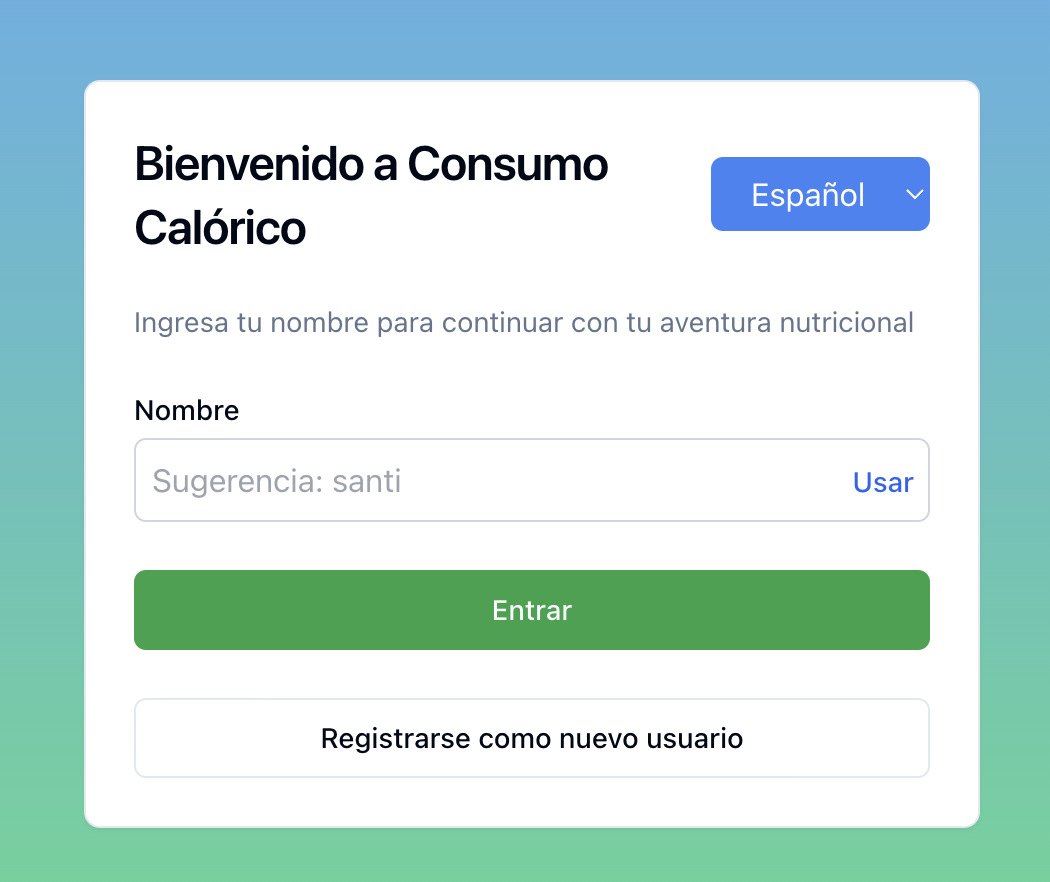 Bienvenido a Consumo
Calórico
Español
Ingresa tu nombre para continuar con tu aventura nutricional
Nombre
Sugerencia: santi
Usar
Entrar
Registrarse como nuevo usuario